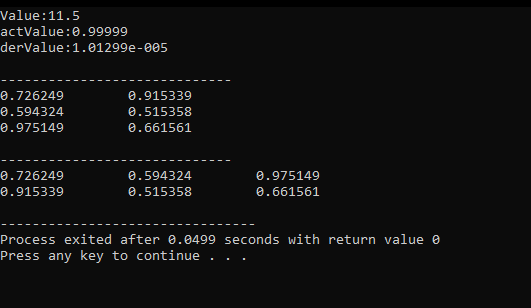 Value:11.5
actValue:0.99999
derValue:1.01299e-005
-----------------------------
0.726249        0.915339
0.594324        0.515358
0.975149        0.661561
-----------------------------
0.726249        0.594324        0.975149
0.915339        0.515358        0.661561
--------------------------------
Process exited after 0.0499 seconds with return value 0
Press any key to continue . . .